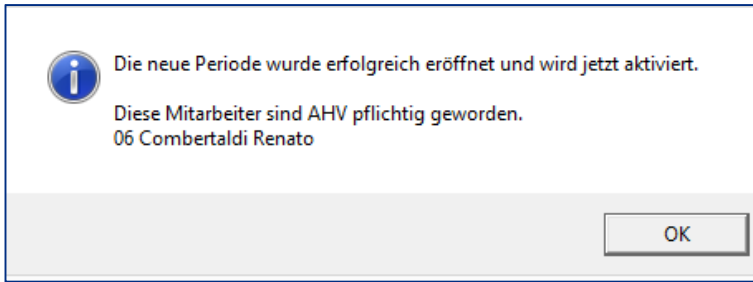 Die neue Periode wurde erfolgreich eröffnet und wird jetzt aktiviert.
Diese Mitarbeiter sind AHV pflichtig geworden.
06 Combertaldi Renato
OK